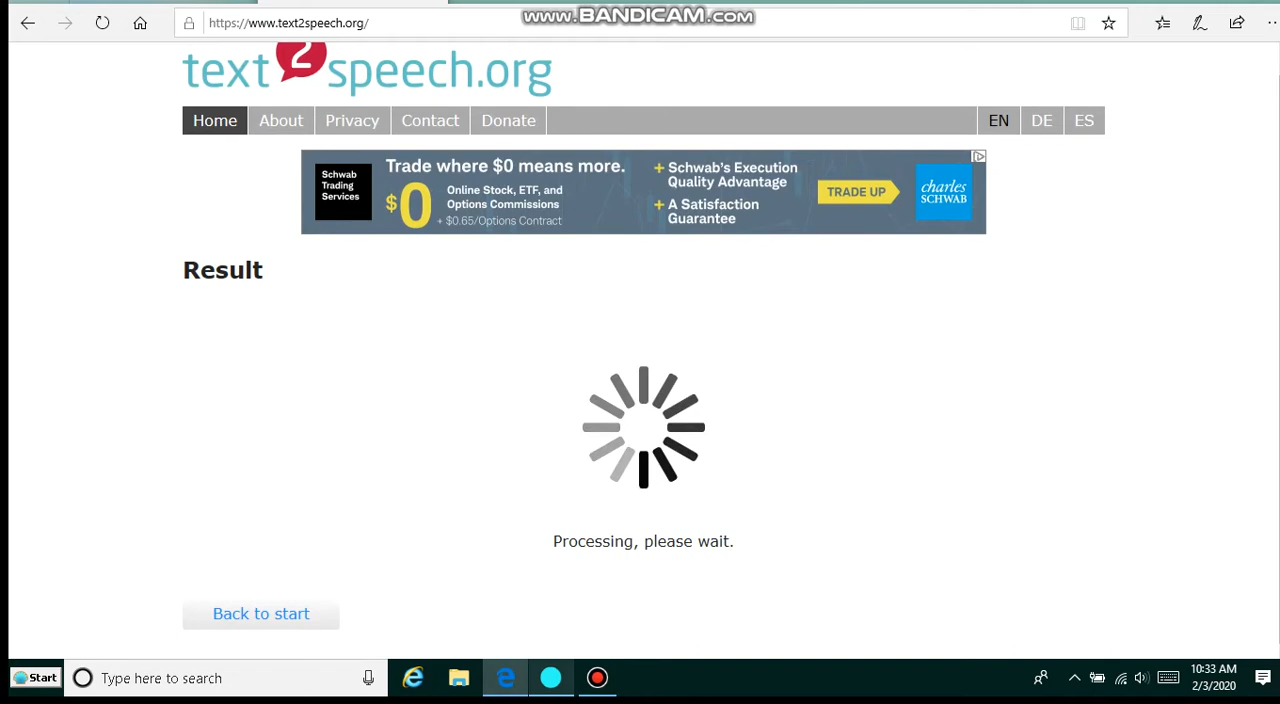 www.BANDICAM.com
https://www.text2speech.org/
text 2 speech.org
Home About Privacy Contact Donate EN DE ES
Schwab Trading Services
Trade where $0 means more.
$0 Online Stock, ETF, and Options Commissions
+ $0.65/Options Contract
+ Schwab's Execution Quality Advantage
+ A Satisfaction Guarantee
TRADE UP
charles SCHWAB
Result
Processing, please wait.
Back to start
Start
Type here to search
10:33 AM
2/3/2020